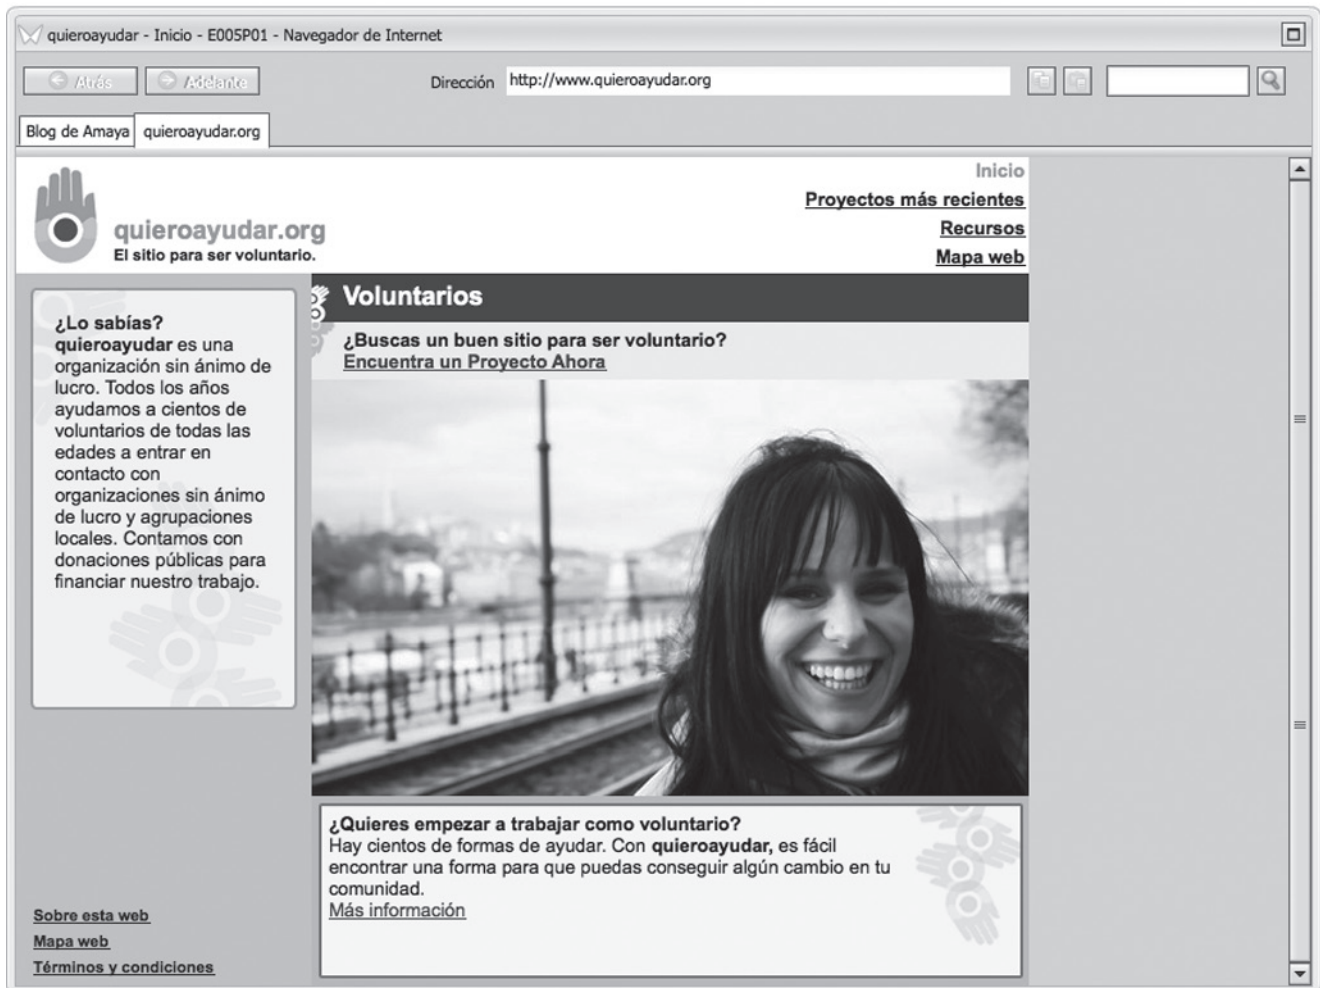 quieroayudar - Inicio - E005P01 - Navegador de Internet
Atrás Adelante Dirección http://www.quieroayudar.org
Blog de Amaya quieroayudar.org
quieroayudar.org
El sitio para ser voluntario.
Inicio
Proyectos más recientes
Recursos
Mapa web
¿Lo sabías?
quieroayudar es una
organización sin ánimo de
lucro. Todos los años
ayudamos a cientos de
voluntarios de todas las
edades a entrar en
contacto con
organizaciones sin ánimo
de lucro y agrupaciones
locales. Contamos con
donaciones públicas para
financiar nuestro trabajo.
Voluntarios
¿Buscas un buen sitio para ser voluntario?
Encuentra un Proyecto Ahora
¿Quieres empezar a trabajar como voluntario?
Hay cientos de formas de ayudar. Con quieroayudar, es fácil
encontrar una forma para que puedas conseguir algún cambio en tu
comunidad.
Más información
Sobre esta web
Mapa web
Términos y condiciones